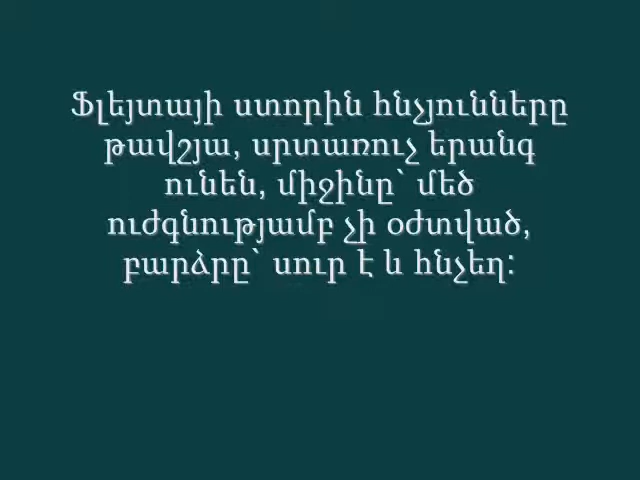 Ֆլեյտայի ստորին հնչյունները
թավշյա, սրտառուչ երանգ
ունեն, միջինը` մեծ
ուժգնությամբ չի օժտված,
բարձրը` սուր է և հնչեղ: